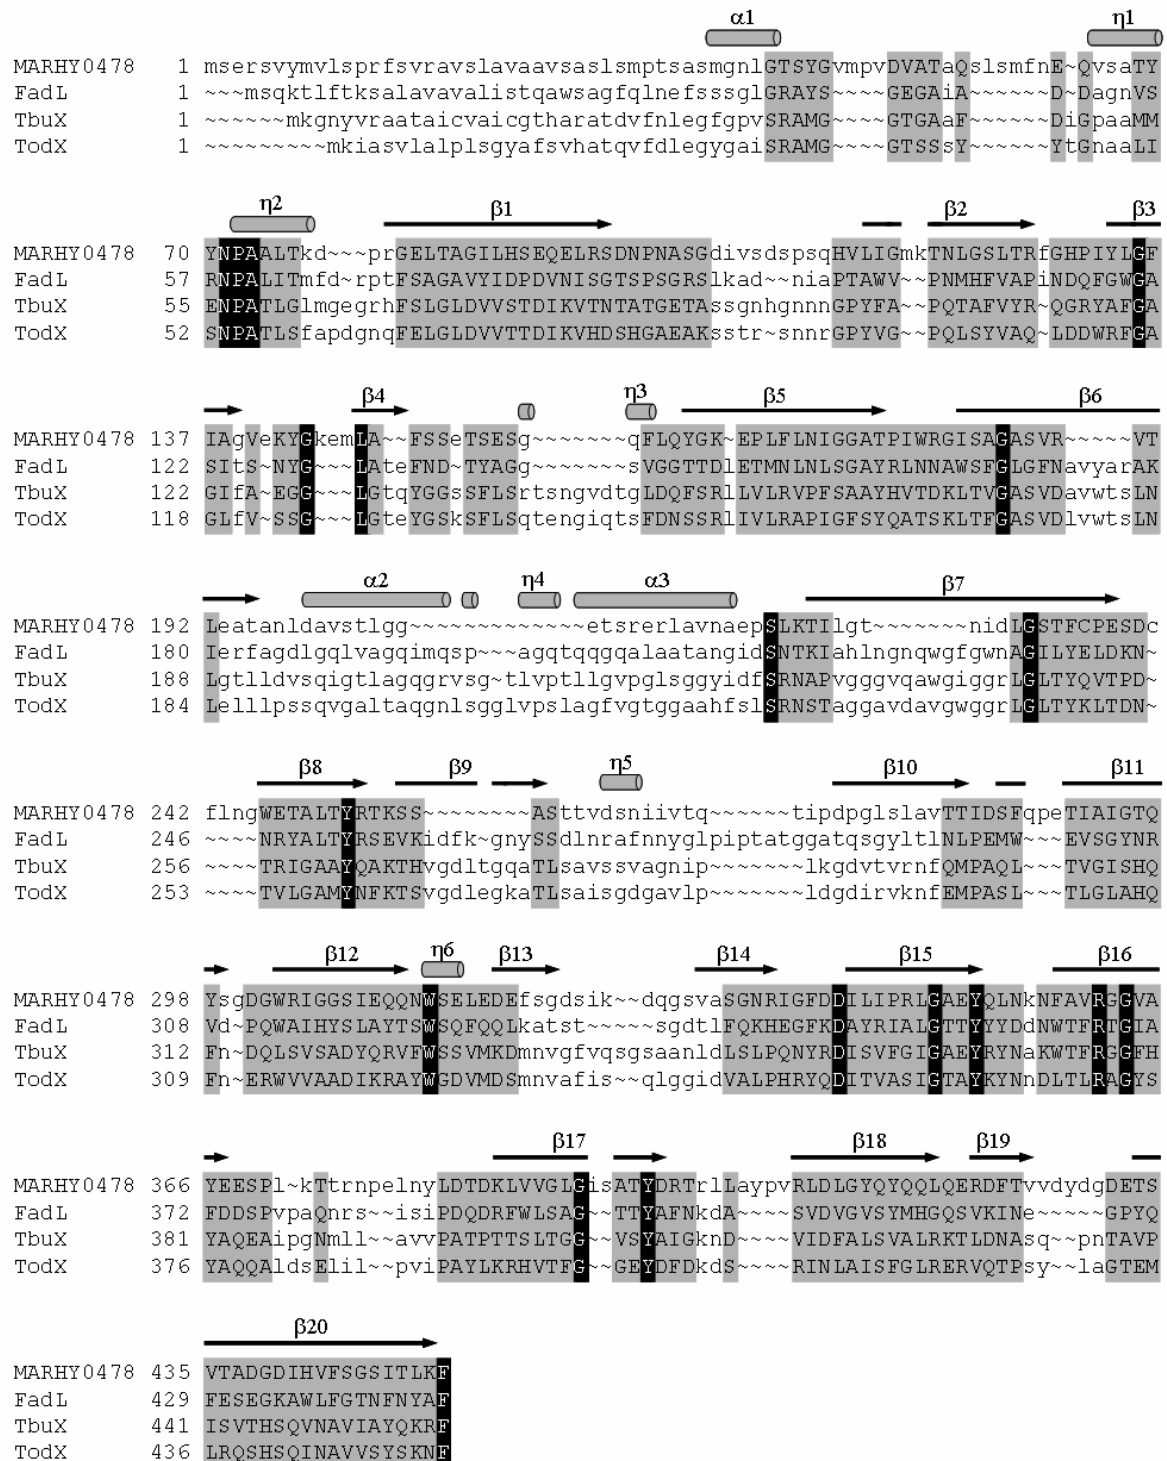 α1 η1
MARHY0478 1 msersvymvlsprfsvravslavaavsaslsmptsasmgnlGTSYGvmpvDVATaQslsmfnE~QvsaTY
FadL 1 ~~~msqktlftksalavavalistqawsagfqlnefsssglGRAYS~~~~GEGAiA~~~~~~D~DagnVS
TbuX 1 ~~~~~~mkgnyvraataicvaicgtharatdvfnlegfgpvSRAMG~~~~GTGAaF~~~~~~DiGpaaMM
TodX 1 ~~~~~~~~~mkiasvlalplsgyafsvhatqvfdlegygaiSRAMG~~~~GTSSsY~~~~~~YtGnaaLI
η2 β1 β2 β3
MARHY0478 70 YNPAALTkd~~~prGELTAGILHSEQELRSDNPNASGdivsdspsqHVLIGmkTNLGSLTRfGHPIYLGF
FadL 57 RNPALITmfd~rptFSAGAVYIDPDVNISGTSPSGRSlkad~~niaPTAWV~~PNMHFVAPiNDQFGWGA
TbuX 55 ENPATLGlmgegrhFSLGLDVVSTDIKVTNTATGETAssgnhgnnnGPYFA~~PQTAFVYR~QGRYAFGA
TodX 52 SNPATLSfapdgnqFELGLDVVTTDIKVHDSHGAEAKsstr~snnrGPYVG~~PQLSYVAQ~LDDWRFGA
β4 η3 β5 β6
MARHY0478 137 IAgVeKYGkemLA~~FSSeTSESg~~~~~~~qFLQYGK~EPLFLNIGGATPIWRGISAGASVR~~~~~VT
FadL 122 SITS~NYG~~~LAteFND~TYAGg~~~~~~~sVGGTTDlETMNLNLSGAYRLNNAWSFGLGFNavyarAK
TbuX 122 GIfA~EGG~~~LGtqYGGsSFLSrtsngvdtgLDQFSRlLVLRVPFSAAYHVTDKLTVGASVDavwtsLN
TodX 118 GLfV~SSG~~~LGteYGSkSFLSqtengiqtsFDNSSRlIVLRAPIGFSYQATSKLTFGASVDlvwtsLN
α2 η4 α3 β7
MARHY0478 192 Leatanldavstlgg~~~~~~~~~~~~~etsrerlavnaepSLKTIlgt~~~~~~~nidLGSTFCPESDc
FadL 180 Ierfagdlgqlvagqimqsp~~~agqtqqgqalaatangidSNTKIahlngnqwgfgwnAGILYELDKN~
TbuX 188 Lgtlldvsqigtlagqgrvsg~tlvptllgvpglsggyidfSRNAPvgggvqawgiggrLGLTYQVTPD~
TodX 184 LelllpssqvgaltaqgnlsgglvpslagfvgtggaahfslSRNSTaggavdavgwggrLGLTYKLTDN~
β8 β9 η5 β10 β11
MARHY0478 242 flngWETALTYRTKSS~~~~~~~~ASttvdsniivtq~~~~~~tipdpglslavTTIDSFqpeTIAIGTQ
FadL 246 ~~~~NRYALTYRSEVKidfk~gnySSdlnrafnnyglpiptatggatqsgyltlNLPEMW~~~EVSGYNR
TbuX 256 ~~~~TRIGAAYQAKTHvgdltgqaTLsavssvagnip~~~~~~~lkgdvtvrnfQMPAQL~~~TVGISHQ
TodX 253 ~~~~TVLGAMYNFKTSvgdlegkaTLsaisgdgavlp~~~~~~~ldgdirvknfEMPASL~~~TLGLAHQ
β12 η6 β13 β14 β15 β16
MARHY0478 298 YsgDGWRIGGSIEQQNWSELEDEfsgdsik~~dqgsvaSGNRIGFDDILIPRLGAEYQLNkNFAVRGGVA
FadL 308 Vd~PQWAIHYSLAYTSWSQFQQLkatst~~~~~sgdtlFQKHEGFKDAYRIALGTTYYYDdNWTFRTGIA
TbuX 312 Fn~DQLSVSADYQRVFWSSVMKDmnvgfvqsgsaanldLSLPQNYRDISVFGIGAEYRYNaKWTFRGGFH
TodX 309 Fn~ERWVVAADIKRAYWGDVMDSmnvafis~~qlggidVALPHRYQDITVASIGTAYKYNnDLTLRAGYS
β17 β18 β19
MARHY0478 366 YEESPl~kTtrnpelnyLDTDKLVVGLGisATYDRTrlLaypvRLDLGYQYQQLQERDFTvvdydgDETS
FadL 372 FDDSPvpaQnrs~~isiPDQDRFWLSAG~~TTYAFNkdA~~~~SVDVGVSYMHGQSVKINe~~~~~GPYQ
TbuX 381 YAQEAipgNmll~~avvPATPTTSLTGG~~VSYAIGknD~~~~VIDFALSVALRKTLDNAsq~~pnTAVP
TodX 376 YAQQAldsElil~~pviPAYLKRHVTFG~~GEYDFDkdS~~~~RINLAISFGLRERVQTPsy~~laGTEM
β20
MARHY0478 435 VTADGDIHVFSGSITLKF
FadL 429 FESEGKAWLFGTNFNYAF
TbuX 441 ISVTHSQVNAVIAYQKRF
TodX 436 LRQSHSQINAVVSYSKNF